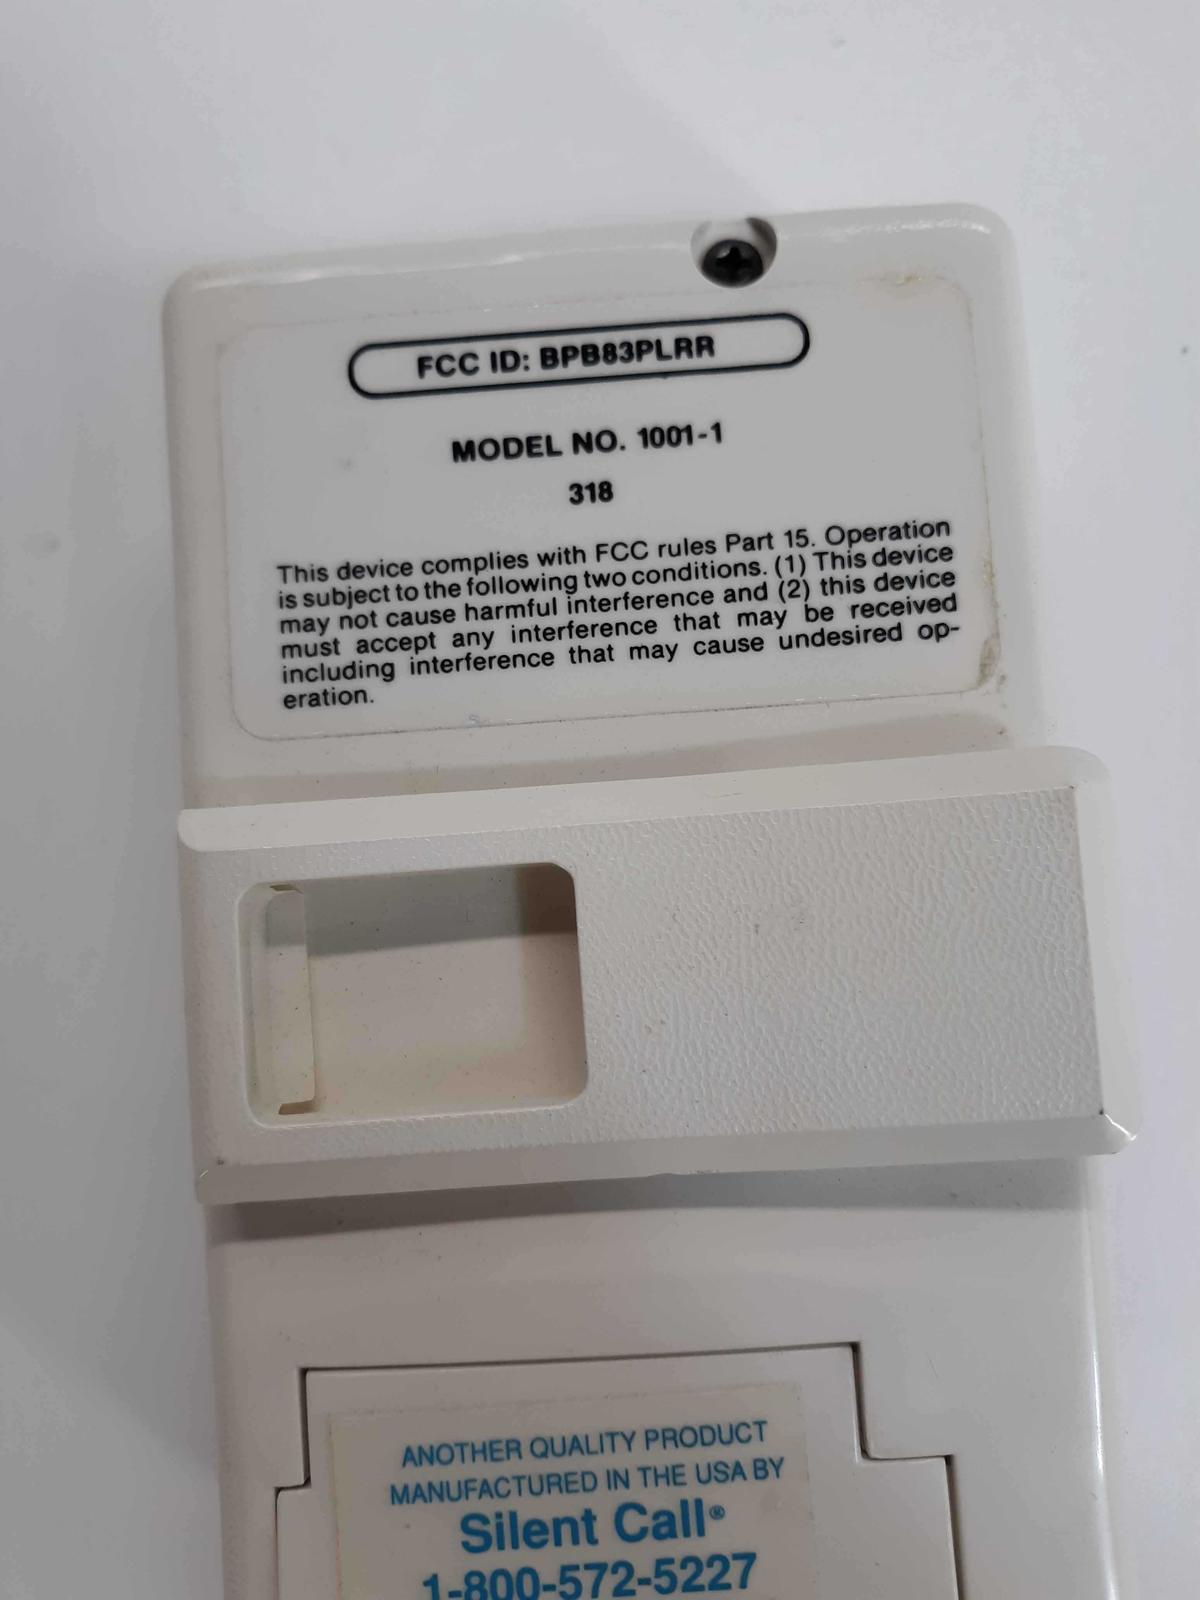 FCC ID: BPB83PLRR
MODEL NO. 1001-1
318
This device complies with FCC rules Part 15. Operation
is subject to the following two conditions. (1) This device
may not cause harmful interference and (2) this device
must accept any interference that may be received
including interference that may cause undesired op-
eration.
ANOTHER QUALITY PRODUCT
MANUFACTURED IN THE USA BY
Silent Call®
1-800-572-5227